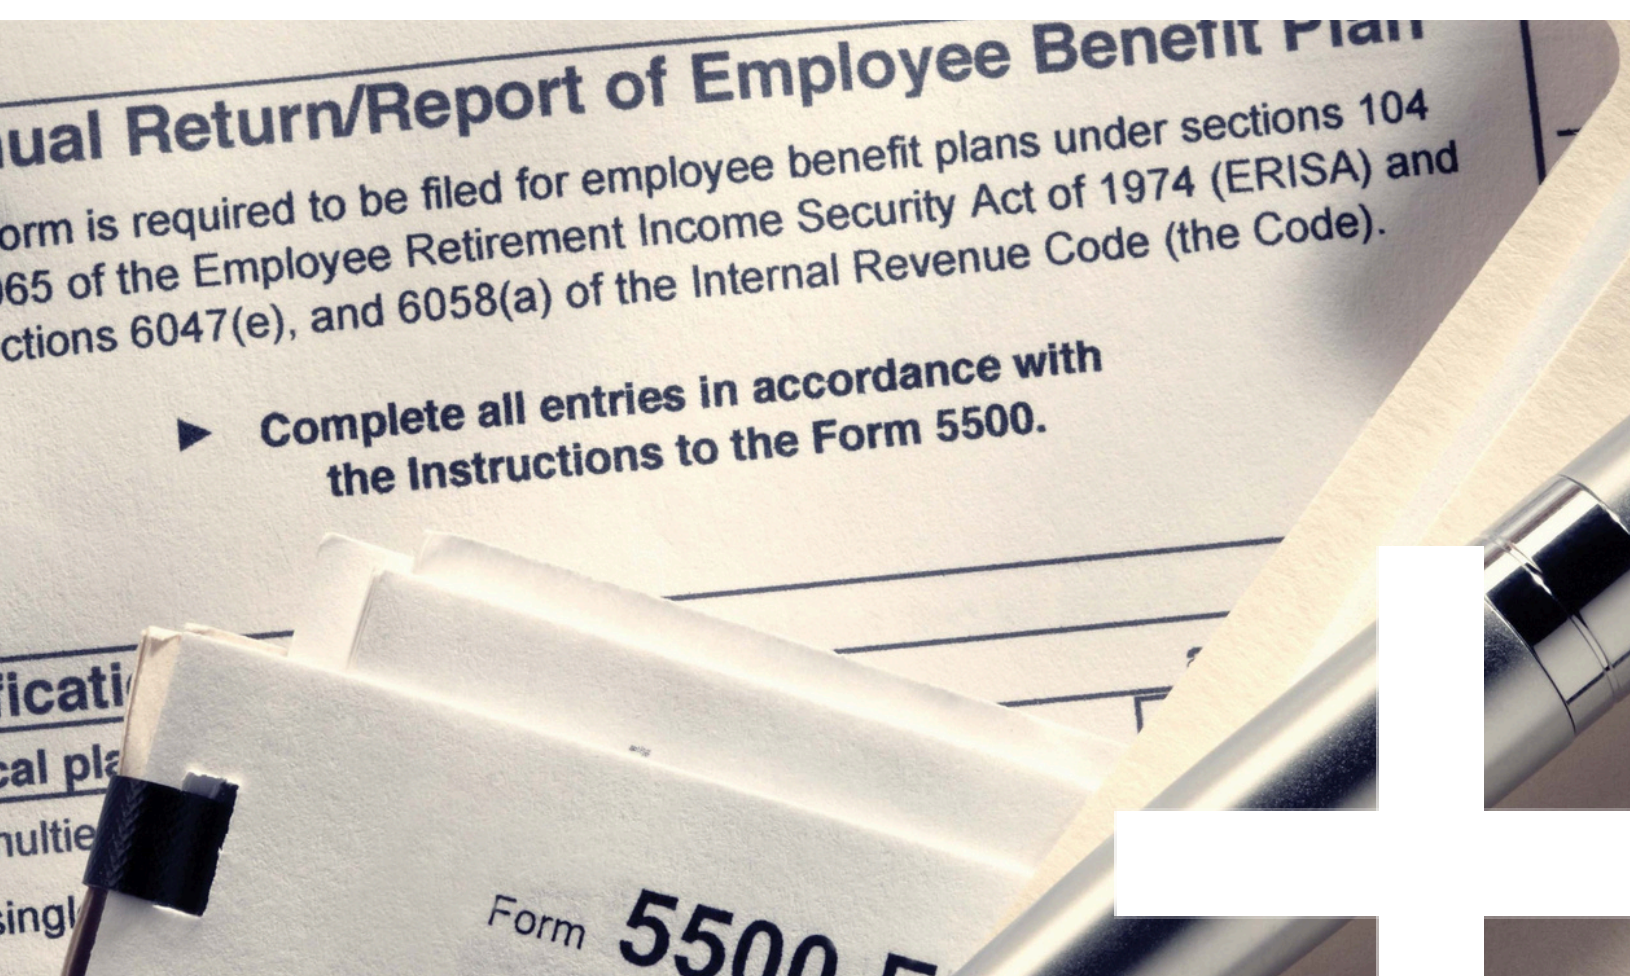 ual Return/Report of Employee Benefit Plan
orm is required to be filed for employee benefit plans under sections 104
065 of the Employee Retirement Income Security Act of 1974 (ERISA) and
ctions 6047(e), and 6058(a) of the Internal Revenue Code (the Code).
► Complete all entries in accordance with
the Instructions to the Form 5500.
ficati
cal pla
multie
singl
Form 5500